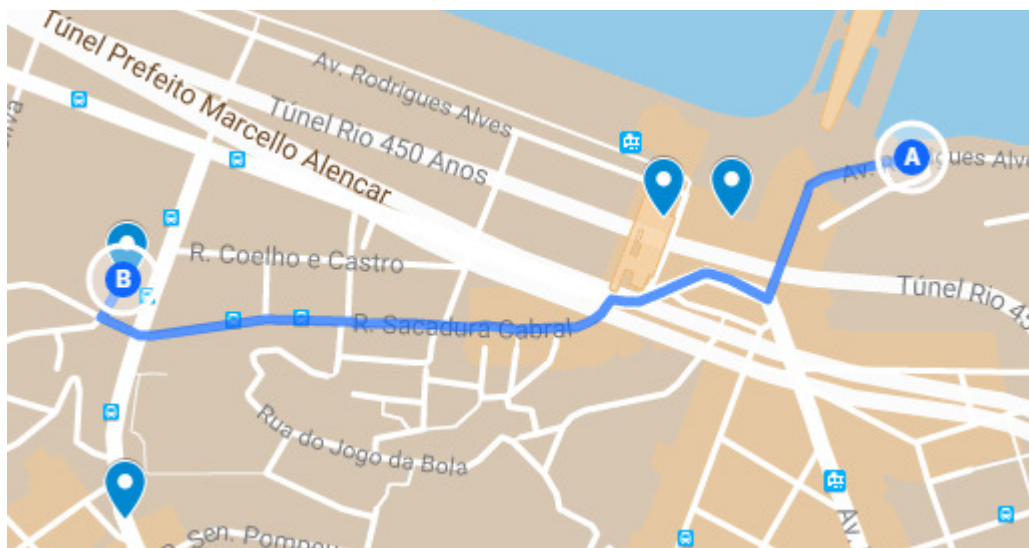 Túnel Prefeito Marcello Alencar
Av. Rodrigues Alves
Túnel Rio 450 Anos
A
B
R. Coelho e Castro
R. Sacadura Cabral
Túnel Rio 45
Rua do Jogo da Bola
Sen. Pompeu
Av.